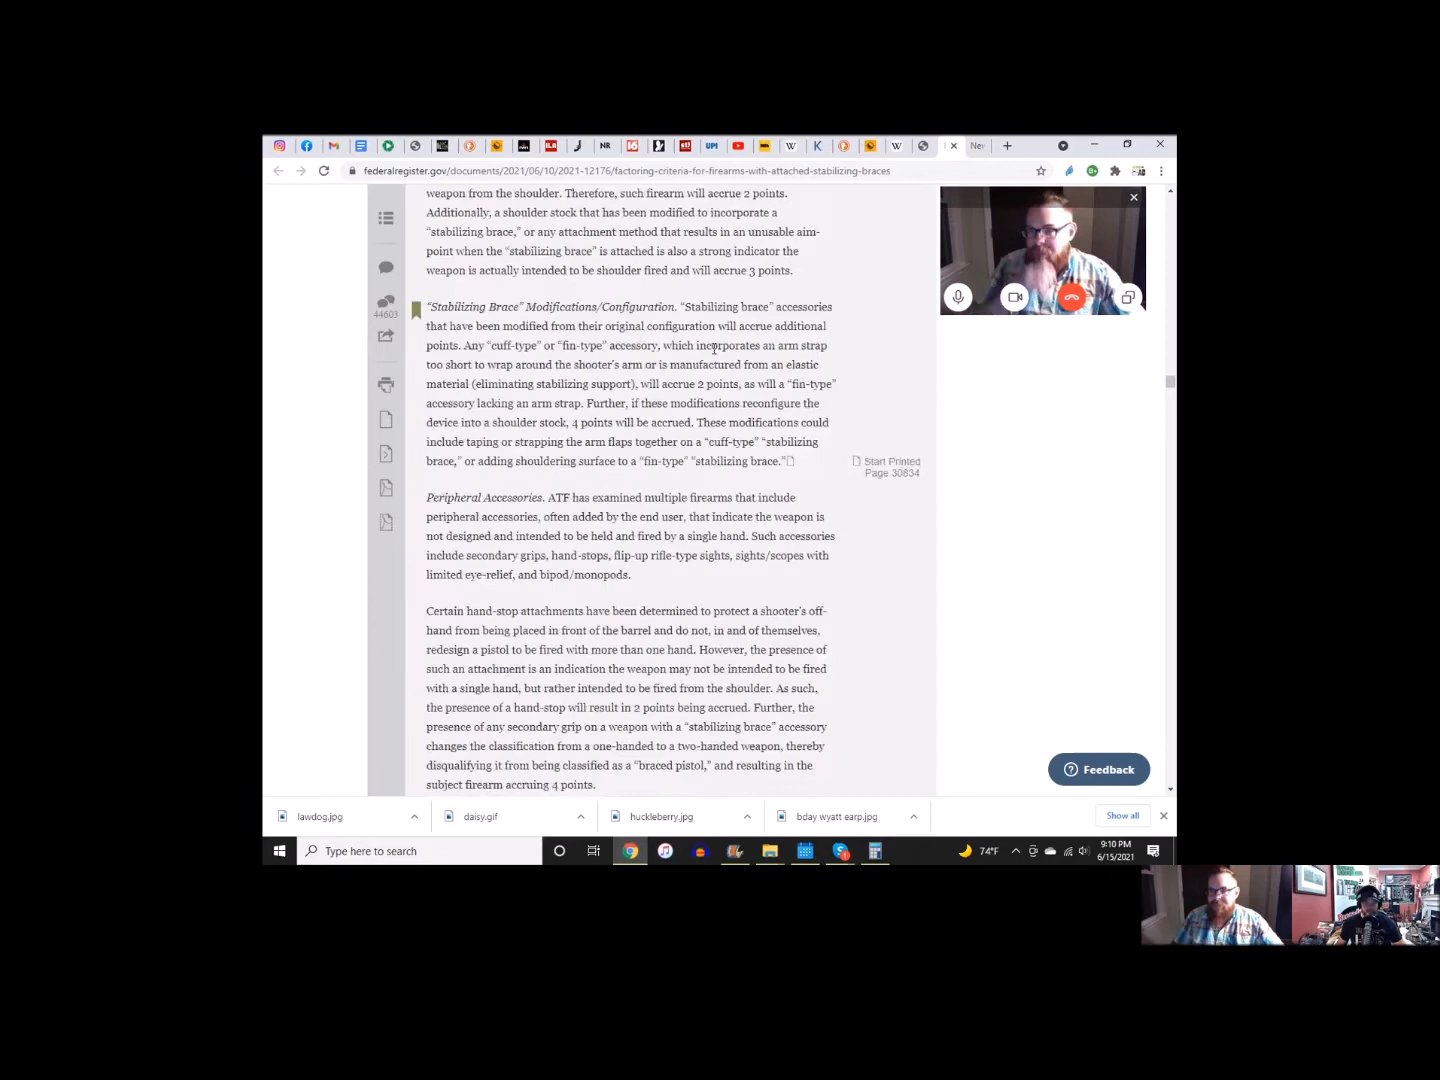 NR
UPI
W
K
W
Nev
federalregister.gov/documents/2021/06/10/2021-12176/factoring-criteria-for-firearms-with-attached-stabilizing-braces
weapon from the shoulder. Therefore, such firearm will accrue 2 points.
Additionally, a shoulder stock that has been modified to incorporate a
“stabilizing brace,” or any attachment method that results in an unusable aim-
point when the “stabilizing brace” is attached is also a strong indicator the
weapon is actually intended to be shoulder fired and will accrue 3 points.
44603
“Stabilizing Brace” Modifications/Configuration. “Stabilizing brace” accessories
that have been modified from their original configuration will accrue additional
points. Any “cuff-type” or “fin-type” accessory, which incorporates an arm strap
too short to wrap around the shooter’s arm or is manufactured from an elastic
material (eliminating stabilizing support), will accrue 2 points, as will a “fin-type”
accessory lacking an arm strap. Further, if these modifications reconfigure the
device into a shoulder stock, 4 points will be accrued. These modifications could
include taping or strapping the arm flaps together on a “cuff-type” “stabilizing
brace,” or adding shouldering surface to a “fin-type” “stabilizing brace.”
Start Printed
Page 30834
Peripheral Accessories. ATF has examined multiple firearms that include
peripheral accessories, often added by the end user, that indicate the weapon is
not designed and intended to be held and fired by a single hand. Such accessories
include secondary grips, hand-stops, flip-up rifle-type sights, sights/scopes with
limited eye-relief, and bipod/monopods.
Certain hand-stop attachments have been determined to protect a shooter’s off-
hand from being placed in front of the barrel and do not, in and of themselves,
redesign a pistol to be fired with more than one hand. However, the presence of
such an attachment is an indication the weapon may not be intended to be fired
with a single hand, but rather intended to be fired from the shoulder. As such,
the presence of a hand-stop will result in 2 points being accrued. Further, the
presence of any secondary grip on a weapon with a “stabilizing brace” accessory
changes the classification from a one-handed to a two-handed weapon, thereby
disqualifying it from being classified as a “braced pistol,” and resulting in the
subject firearm accruing 4 points.
Feedback
lawdog.jpg
daisy.gif
huckleberry.jpg
bday wyatt earp.jpg
Show all
Type here to search
74°F
9:10 PM
6/15/2021